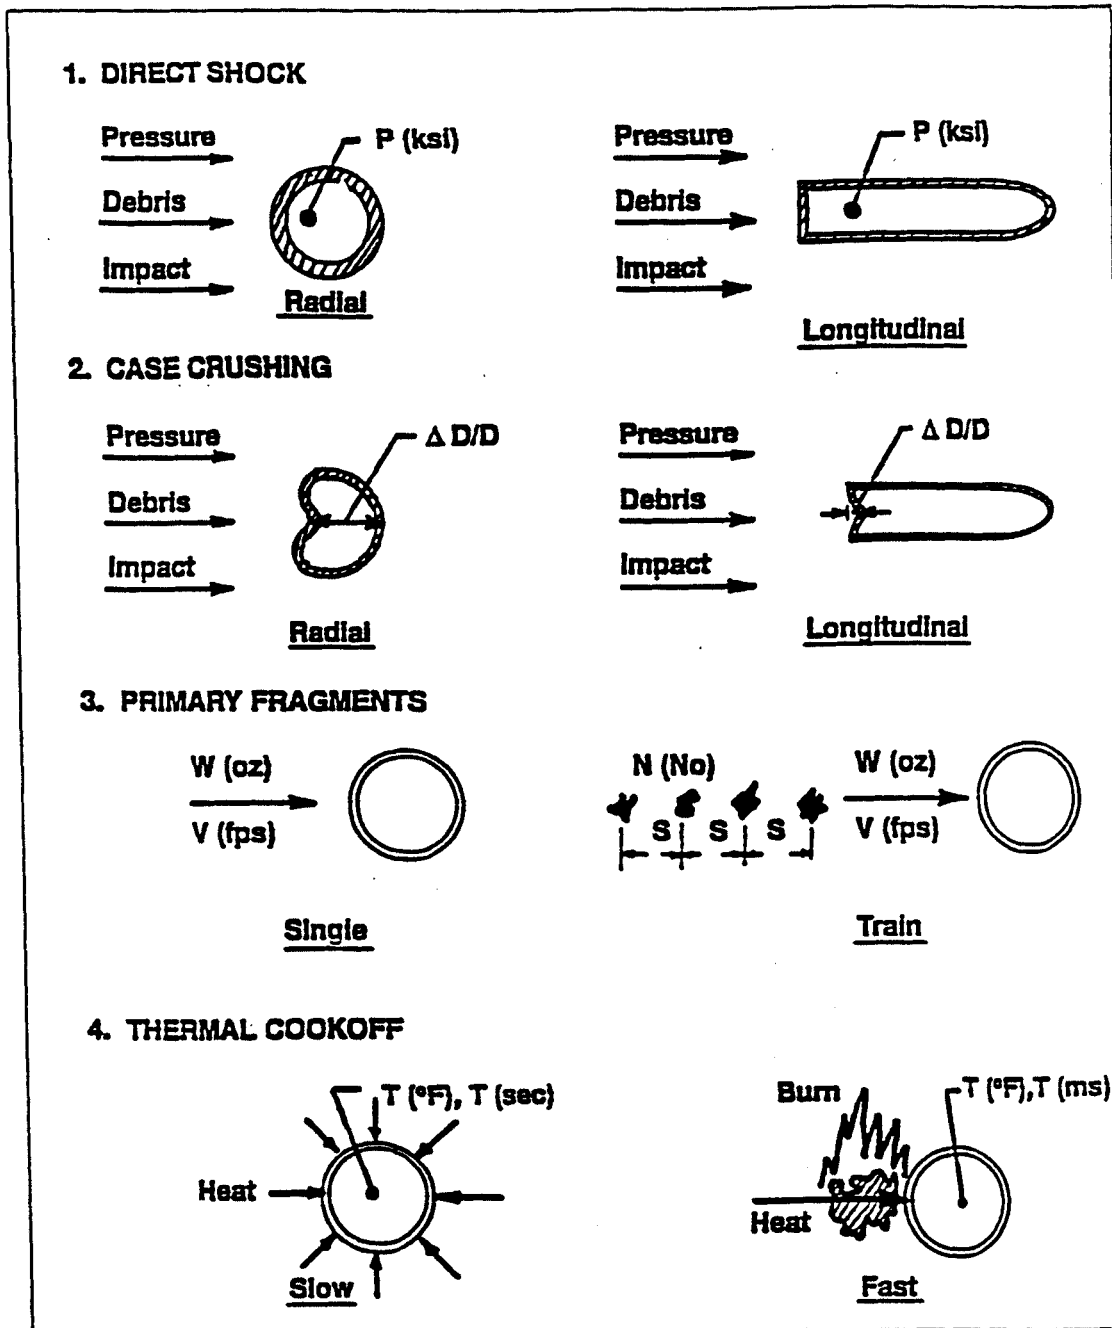 1. DIRECT SHOCK
Pressure
Debris
Impact
P (ksi)
Radial
Pressure
Debris
Impact
P (ksi)
Longitudinal
2. CASE CRUSHING
Pressure
Debris
Impact
Δ D/D
Radial
Pressure
Debris
Impact
Δ D/D
Longitudinal
3. PRIMARY FRAGMENTS
W (oz)
V (fps)
Single
N (No)
S S S
W (oz)
V (fps)
Train
4. THERMAL COOKOFF
T (°F), T (sec)
Heat
Slow
Burn
T (°F),T (ms)
Heat
Fast